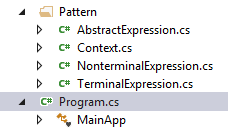 Pattern
C# AbstractExpression.cs
C# Context.cs
C# NonterminalExpression.cs
C# TerminalExpression.cs
C# Program.cs
MainApp